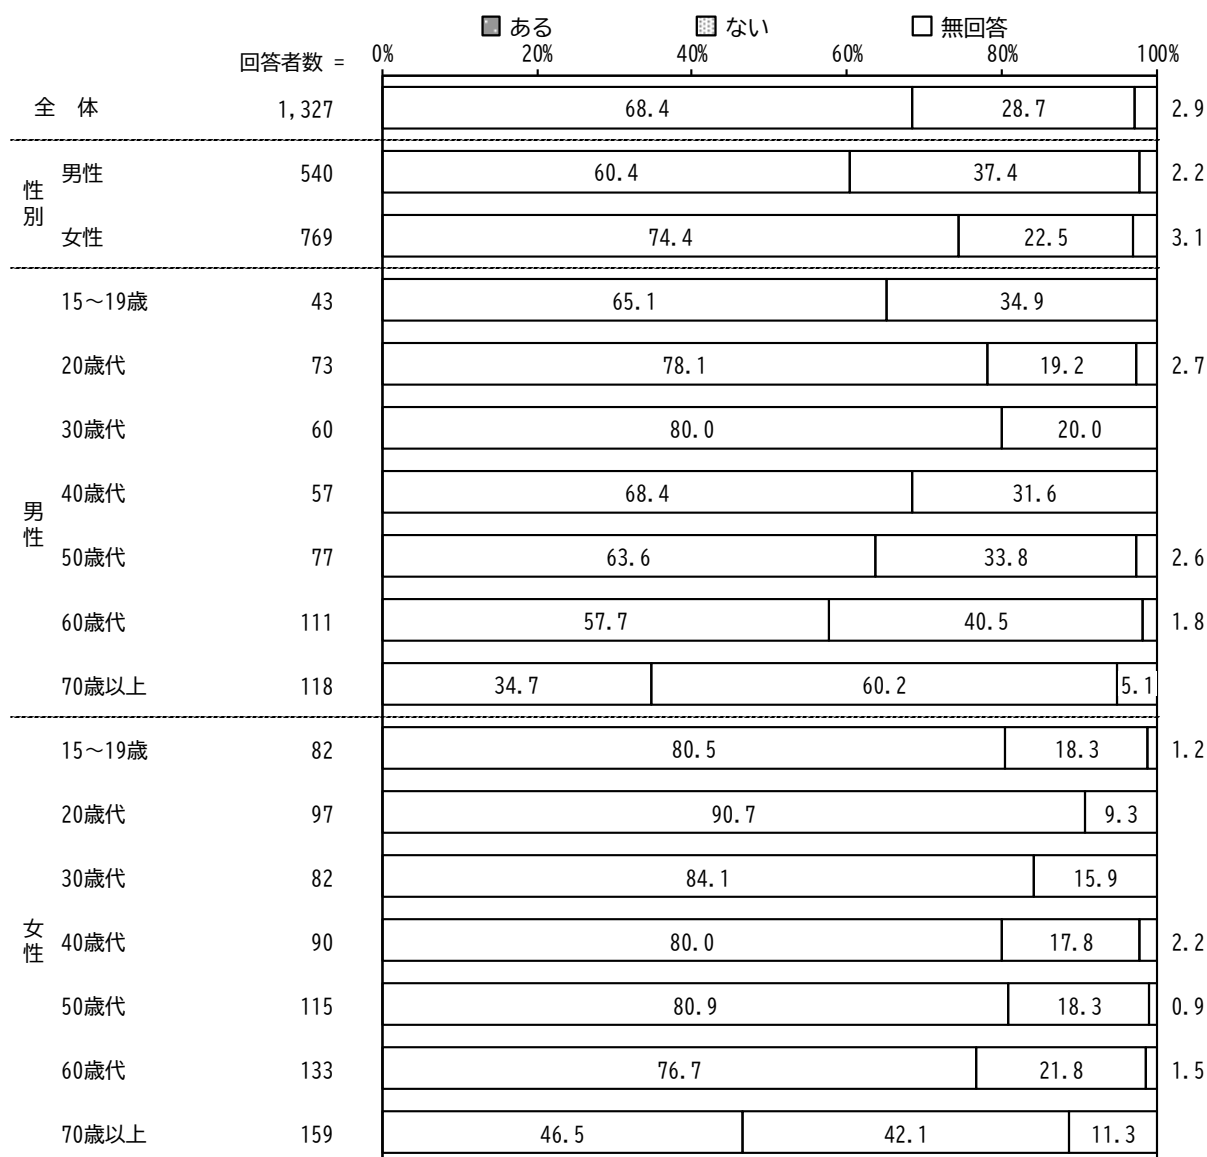 ある ない 無回答
回答者数 = 0% 20% 40% 60% 80% 100%
全 体 1,327 68.4 28.7 2.9
性別
男性 540 60.4 37.4 2.2
女性 769 74.4 22.5 3.1
男性
15～19歳 43 65.1 34.9
20歳代 73 78.1 19.2 2.7
30歳代 60 80.0 20.0
40歳代 57 68.4 31.6
50歳代 77 63.6 33.8 2.6
60歳代 111 57.7 40.5 1.8
70歳以上 118 34.7 60.2 5.1
女性
15～19歳 82 80.5 18.3 1.2
20歳代 97 90.7 9.3
30歳代 82 84.1 15.9
40歳代 90 80.0 17.8 2.2
50歳代 115 80.9 18.3 0.9
60歳代 133 76.7 21.8 1.5
70歳以上 159 46.5 42.1 11.3